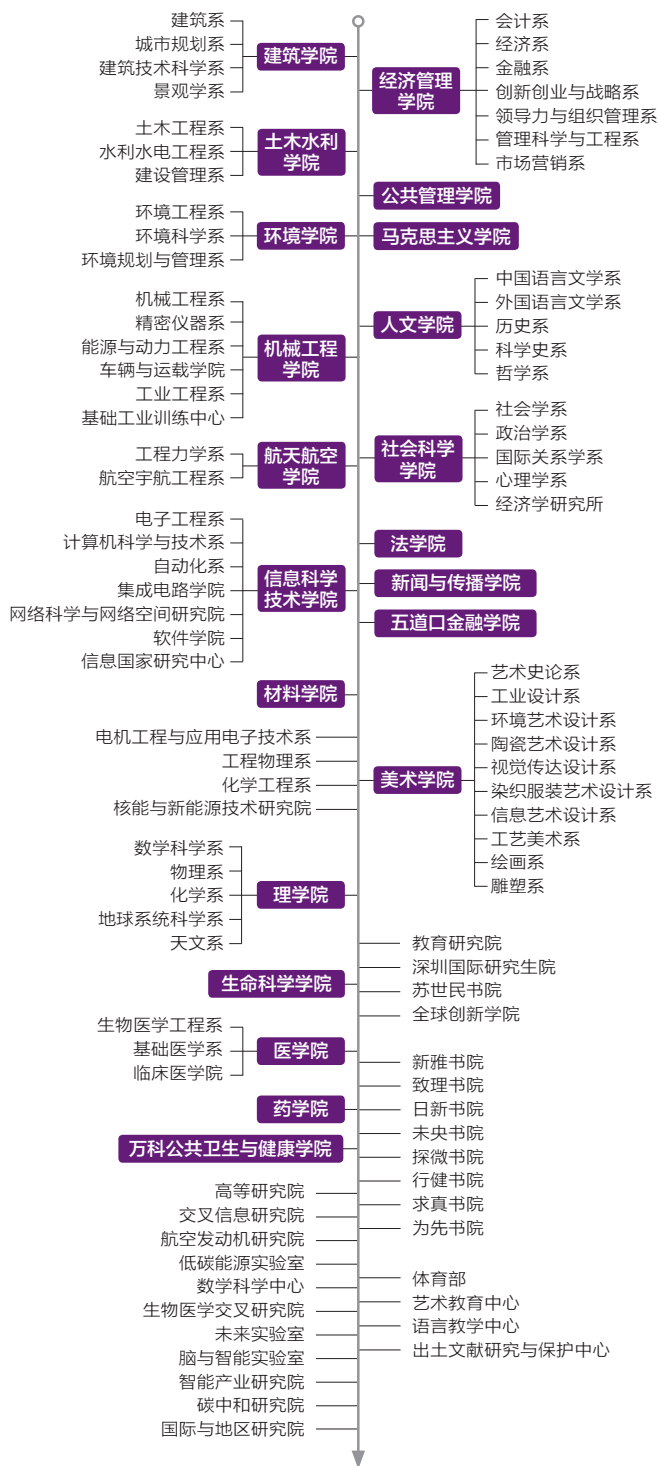 建筑系
城市规划系
建筑技术科学系
景观学系
建筑学院
土木工程系
水利水电工程系
建设管理系
土木水利
学院
环境工程系
环境科学系
环境规划与管理系
环境学院
机械工程系
精密仪器系
能源与动力工程系
车辆与运载学院
工业工程系
基础工业训练中心
机械工程
学院
工程力学系
航空宇航工程系
航天航空
学院
电子工程系
计算机科学与技术系
自动化系
集成电路学院
网络科学与网络空间研究院
软件学院
信息国家研究中心
信息科学
技术学院
材料学院
电机工程与应用电子技术系
工程物理系
化学工程系
核能与新能源技术研究院
数学科学系
物理系
化学系
地球系统科学系
天文系
理学院
生命科学学院
生物医学工程系
基础医学系
临床医学院
医学院
药学院
万科公共卫生与健康学院
高等研究院
交叉信息研究院
航空发动机研究院
低碳能源实验室
数学科学中心
生物医学交叉研究院
未来实验室
脑与智能实验室
智能产业研究院
碳中和研究院
国际与地区研究院
经济管理
学院
会计系
经济系
金融系
创新创业与战略系
领导力与组织管理系
管理科学与工程系
市场营销系
公共管理学院
马克思主义学院
人文学院
中国语言文学系
外国语言文学系
历史系
科学史系
哲学系
社会科学
学院
社会学系
政治学系
国际关系学系
心理学系
经济学研究所
法学院
新闻与传播学院
五道口金融学院
美术学院
艺术史论系
工业设计系
环境艺术设计系
陶瓷艺术设计系
视觉传达设计系
染织服装艺术设计系
信息艺术设计系
工艺美术系
绘画系
雕塑系
教育研究院
深圳国际研究生院
苏世民书院
全球创新学院
新雅书院
致理书院
日新书院
未央书院
探微书院
行健书院
求真书院
为先书院
体育部
艺术教育中心
语言教学中心
出土文献研究与保护中心